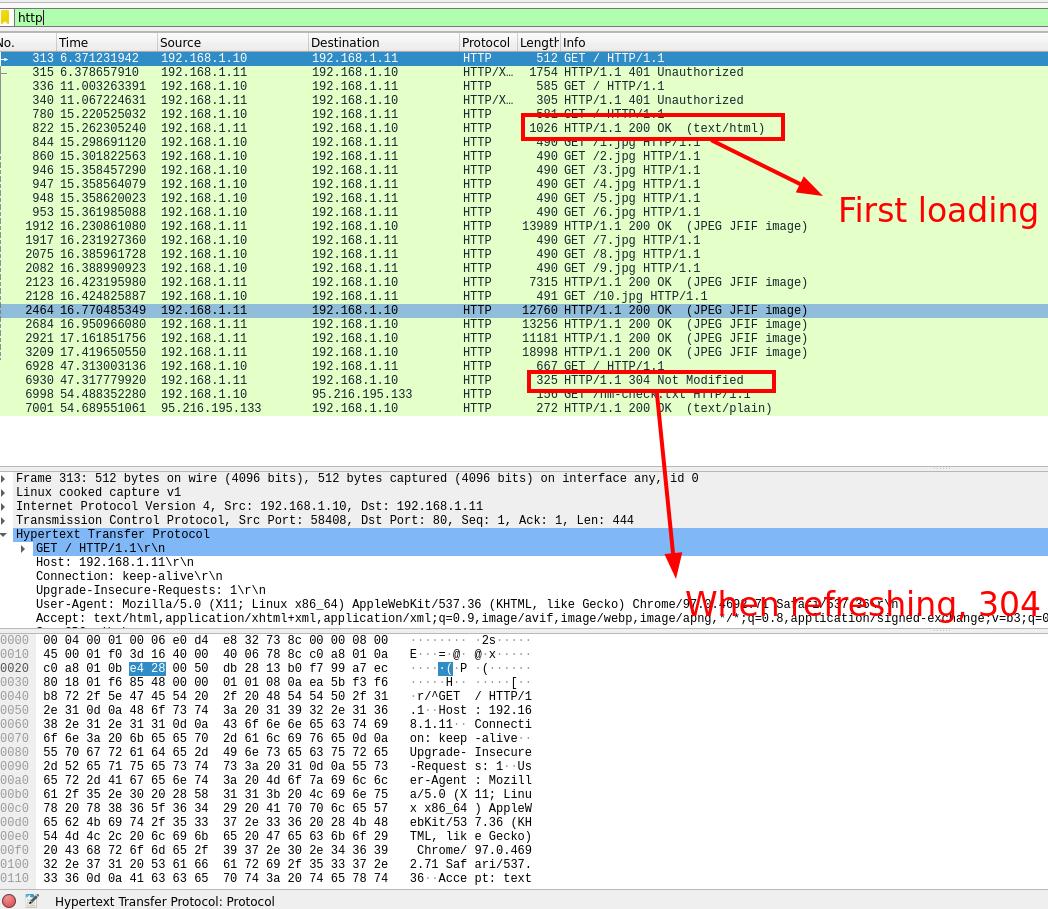 http
No. Time Source Destination Protocol Length Info
313 6.371231942 192.168.1.10 192.168.1.11 HTTP 512 GET / HTTP/1.1
315 6.378657910 192.168.1.11 192.168.1.10 HTTP/X… 1754 HTTP/1.1 401 Unauthorized
336 11.003263391 192.168.1.10 192.168.1.11 HTTP 585 GET / HTTP/1.1
340 11.067224631 192.168.1.11 192.168.1.10 HTTP/X… 305 HTTP/1.1 401 Unauthorized
780 15.220525032 192.168.1.10 192.168.1.11 HTTP 581 GET / HTTP/1.1
822 15.262305240 192.168.1.11 192.168.1.10 HTTP 1026 HTTP/1.1 200 OK (text/html)
844 15.298691120 192.168.1.10 192.168.1.11 HTTP 490 GET /1.jpg HTTP/1.1
860 15.301822563 192.168.1.10 192.168.1.11 HTTP 490 GET /2.jpg HTTP/1.1
946 15.358457290 192.168.1.10 192.168.1.11 HTTP 490 GET /3.jpg HTTP/1.1
947 15.358564079 192.168.1.10 192.168.1.11 HTTP 490 GET /4.jpg HTTP/1.1
948 15.358620023 192.168.1.10 192.168.1.11 HTTP 490 GET /5.jpg HTTP/1.1
953 15.361985088 192.168.1.10 192.168.1.11 HTTP 490 GET /6.jpg HTTP/1.1
First loading
1912 16.230861080 192.168.1.11 192.168.1.10 HTTP 13989 HTTP/1.1 200 OK (JPEG JFIF image)
1917 16.231927360 192.168.1.10 192.168.1.11 HTTP 490 GET /7.jpg HTTP/1.1
2075 16.385961728 192.168.1.10 192.168.1.11 HTTP 490 GET /8.jpg HTTP/1.1
2082 16.388990923 192.168.1.10 192.168.1.11 HTTP 490 GET /9.jpg HTTP/1.1
2123 16.423195980 192.168.1.11 192.168.1.10 HTTP 7315 HTTP/1.1 200 OK (JPEG JFIF image)
2128 16.424825887 192.168.1.10 192.168.1.11 HTTP 491 GET /10.jpg HTTP/1.1
2464 16.770485349 192.168.1.11 192.168.1.10 HTTP 12760 HTTP/1.1 200 OK (JPEG JFIF image)
2684 16.950966080 192.168.1.11 192.168.1.10 HTTP 13256 HTTP/1.1 200 OK (JPEG JFIF image)
2921 17.161851756 192.168.1.11 192.168.1.10 HTTP 11181 HTTP/1.1 200 OK (JPEG JFIF image)
3209 17.419650550 192.168.1.11 192.168.1.10 HTTP 18998 HTTP/1.1 200 OK (JPEG JFIF image)
6928 47.313003136 192.168.1.10 192.168.1.11 HTTP 667 GET / HTTP/1.1
6930 47.317779920 192.168.1.11 192.168.1.10 HTTP 325 HTTP/1.1 304 Not Modified
6998 54.488352280 192.168.1.10 95.216.195.133 HTTP 156 GET /nm-check.txt HTTP/1.1
7001 54.689551061 95.216.195.133 192.168.1.10 HTTP 272 HTTP/1.1 200 OK (text/plain)
Frame 313: 512 bytes on wire (4096 bits), 512 bytes captured (4096 bits) on interface any, id 0
Linux cooked capture v1
Internet Protocol Version 4, Src: 192.168.1.10, Dst: 192.168.1.11
Transmission Control Protocol, Src Port: 58408, Dst Port: 80, Seq: 1, Ack: 1, Len: 444
Hypertext Transfer Protocol
GET / HTTP/1.1\r\n
Host: 192.168.1.11\r\n
Connection: keep-alive\r\n
Upgrade-Insecure-Requests: 1\r\n
User-Agent: Mozilla/5.0 (X11; Linux x86_64) AppleWebKit/537.36 (KHTML, like Gecko) Chrome/97.0.4692.71 Safari/537.36\r\n
When refreshing, 304
Accept: text/html,application/xhtml+xml,application/xml;q=0.9,image/avif,image/webp,image/apng,*/*;q=0.8,application/signed-exchange;v=b3;q=0
0000 00 04 00 01 00 06 e0 d4 e8 32 73 8c 00 00 08 00 ········ ·2s·····
0010 45 00 01 f0 3d 16 40 00 40 06 78 8c c0 a8 01 0a E···=·@· @·x·····
0020 c0 a8 01 0b e4 28 00 50 db 28 13 b0 f7 99 a7 ec ·····(·P ·(······
0030 80 18 01 f6 85 48 00 00 01 01 08 0a ea 5b f3 f6 ·····H·· ·····[··
0040 b8 72 2f 5e 47 45 54 20 2f 20 48 54 54 50 2f 31 ·r/^GET / HTTP/1
0050 2e 31 0d 0a 48 6f 73 74 3a 20 31 39 32 2e 31 36 .1··Host : 192.16
0060 38 2e 31 2e 31 31 0d 0a 43 6f 6e 6e 65 63 74 69 8.1.11·· Connecti
0070 6f 6e 3a 20 6b 65 65 70 2d 61 6c 69 76 65 0d 0a on: keep -alive··
0080 55 70 67 72 61 64 65 2d 49 6e 73 65 63 75 72 65 Upgrade- Insecure
0090 2d 52 65 71 75 65 73 74 73 3a 20 31 0d 0a 55 73 -Request s: 1··Us
00a0 65 72 2d 41 67 65 6e 74 3a 20 4d 6f 7a 69 6c 6c er-Agent : Mozill
00b0 61 2f 35 2e 30 20 28 58 31 31 3b 20 4c 69 6e 75 a/5.0 (X 11; Linu
00c0 78 20 78 38 36 5f 36 34 29 20 41 70 70 6c 65 57 x x86_64 ) AppleW
00d0 65 62 4b 69 74 2f 35 33 37 2e 33 36 20 28 4b 48 ebKit/53 7.36 (KH
00e0 54 4d 4c 2c 20 6c 69 6b 65 20 47 65 63 6b 6f 29 TML, lik e Gecko)
00f0 20 43 68 72 6f 6d 65 2f 39 37 2e 30 2e 34 36 39 Chrome/ 97.0.469
0100 32 2e 37 31 20 53 61 66 61 72 69 2f 35 33 37 2e 2.71 Saf ari/537.
0110 33 36 0d 0a 41 63 63 65 70 74 3a 20 74 65 78 74 36··Acce pt: text
Hypertext Transfer Protocol: Protocol